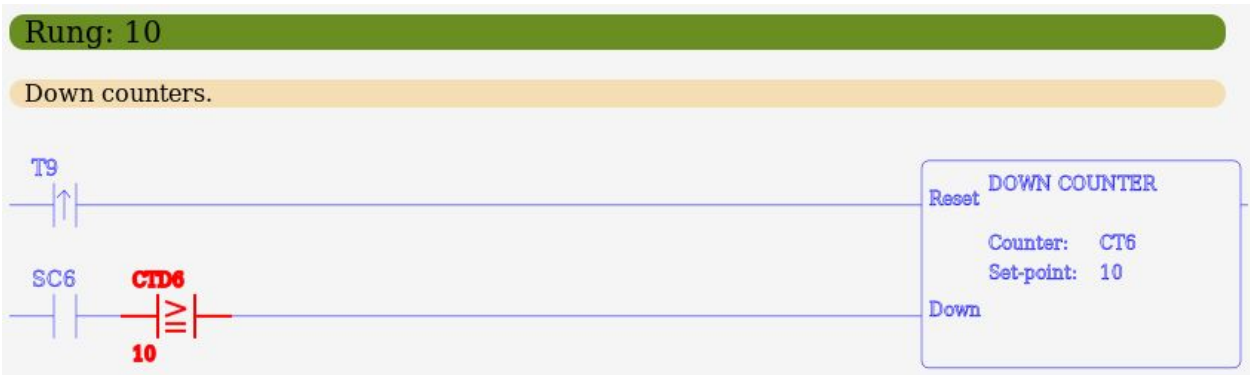 Rung: 10
Down counters.
T9
Reset
DOWN COUNTER
Counter: CT6
Set-point: 10
SC6
CTD6
≥
10
Down